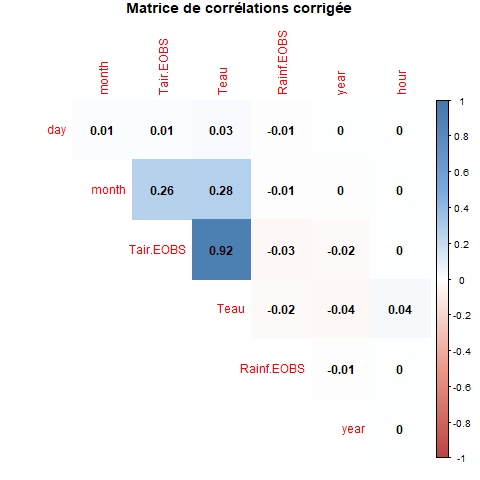 Matrice de corrélations corrigée
month Tair.EOBS Teau Rainf.EOBS year hour
day 0.01 0.01 0.03 -0.01 0 0
month 0.26 0.28 -0.01 0 0
Tair.EOBS 0.92 -0.03 -0.02 0
Teau -0.02 -0.04 0.04
Rainf.EOBS -0.01 0
year 0
1
0.8
0.6
0.4
0.2
0
-0.2
-0.4
-0.6
-0.8
-1